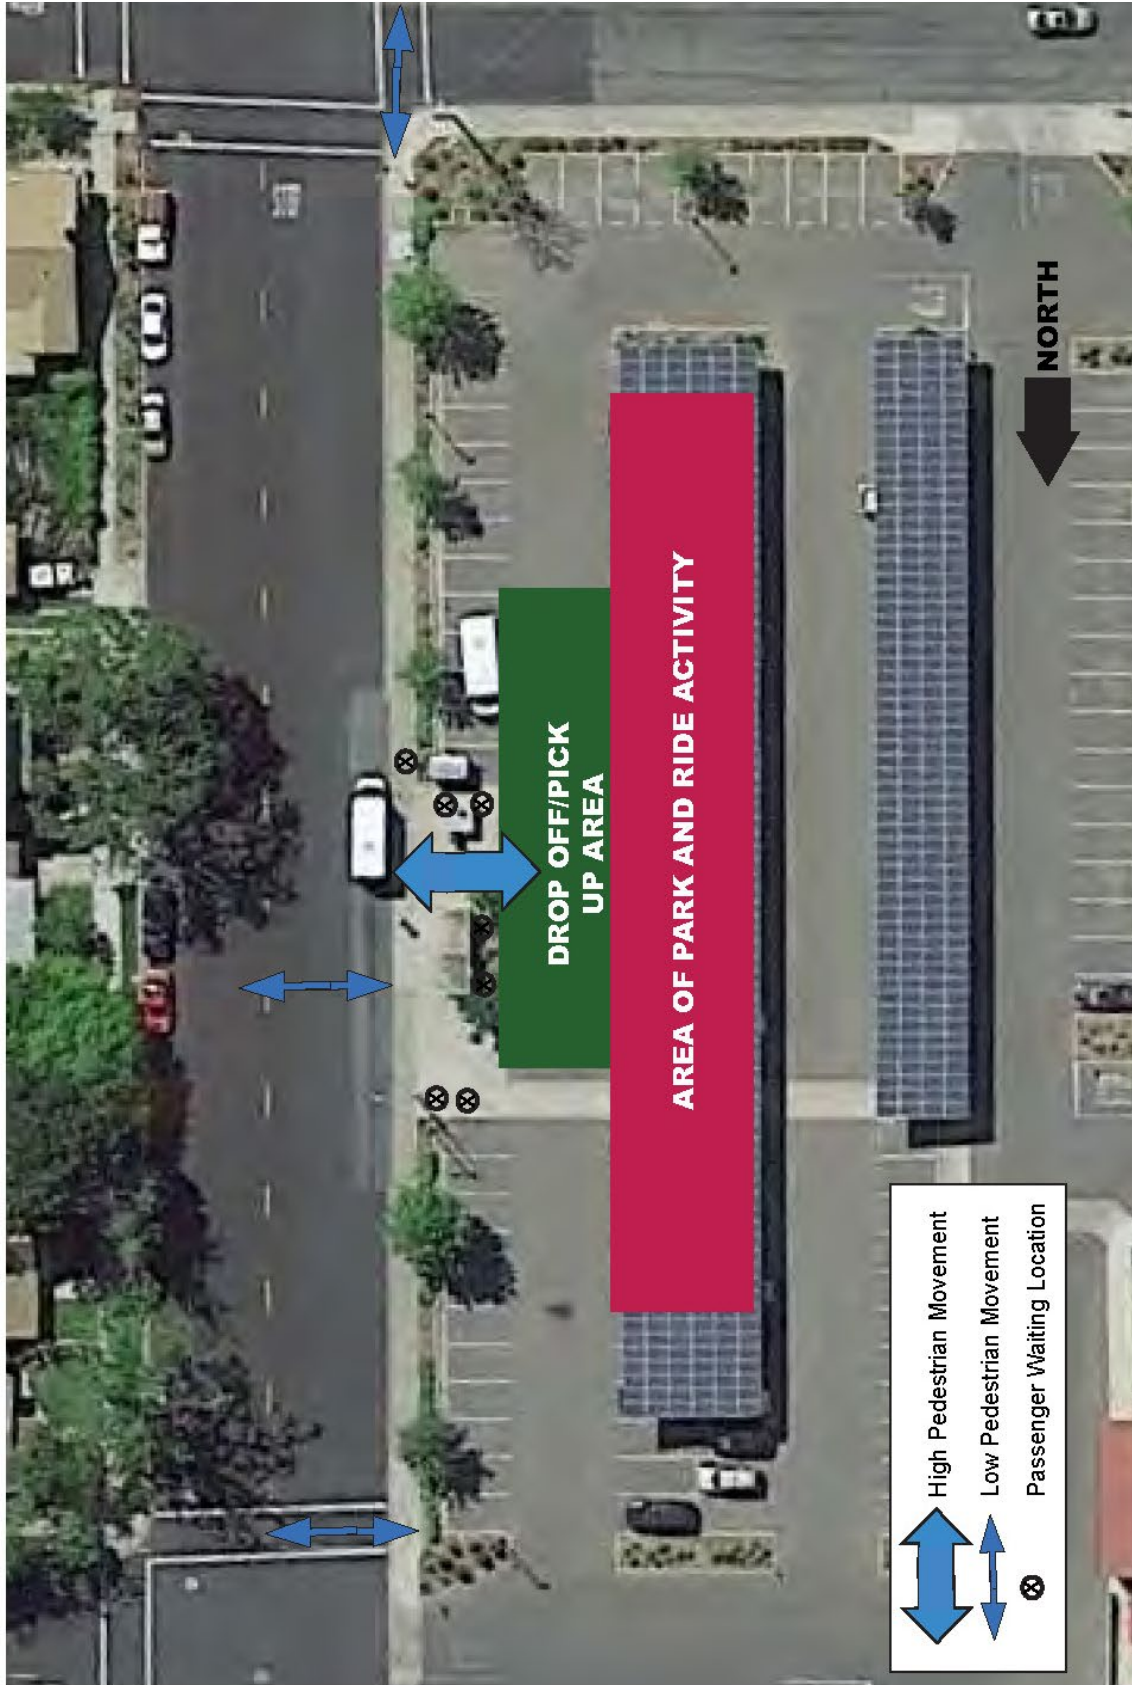 NORTH
DROP OFF/PICK
UP AREA
AREA OF PARK AND RIDE ACTIVITY
High Pedestrian Movement
Low Pedestrian Movement
Passenger Waiting Location